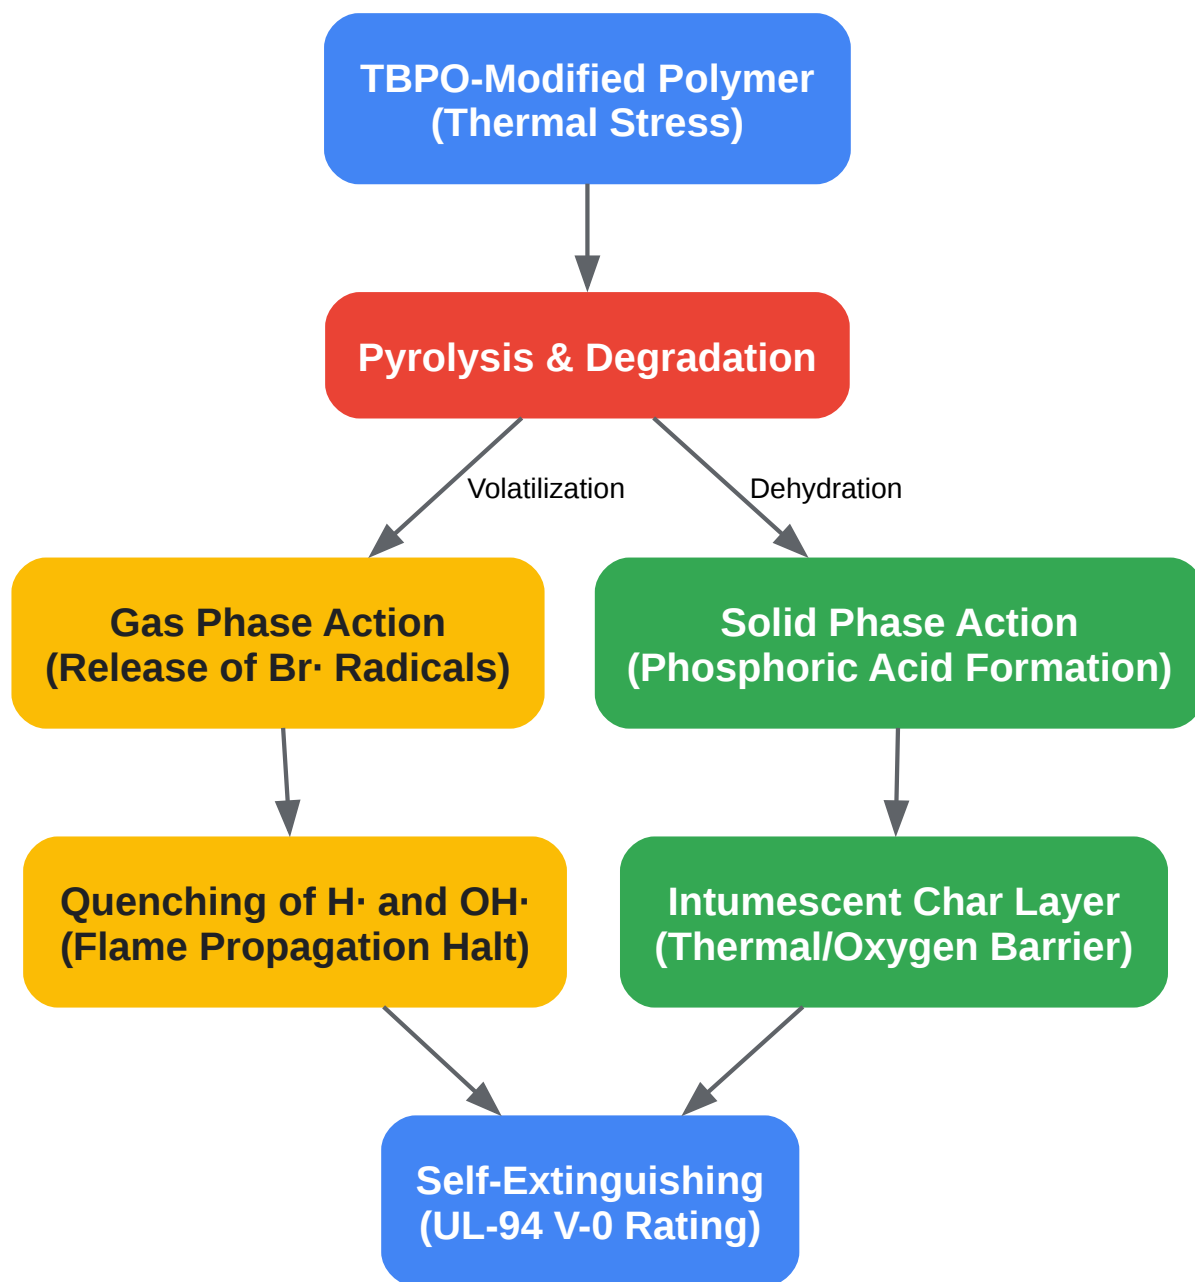 TBPO-Modified Polymer
(Thermal Stress)
Pyrolysis & Degradation
Volatilization
Dehydration
Gas Phase Action
(Release of Br· Radicals)
Solid Phase Action
(Phosphoric Acid Formation)
Quenching of H· and OH·
(Flame Propagation Halt)
Intumescent Char Layer
(Thermal/Oxygen Barrier)
Self-Extinguishing
(UL-94 V-0 Rating)